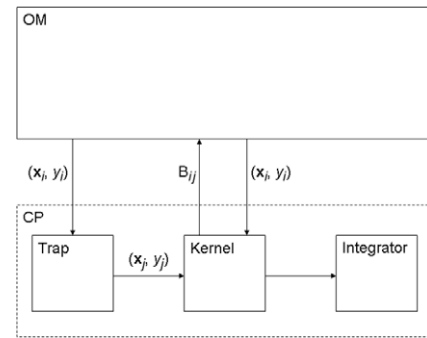 OM
(x_i, y_i) B_ij (x_i, y_i)
CP
Trap (x_j, y_j) Kernel Integrator